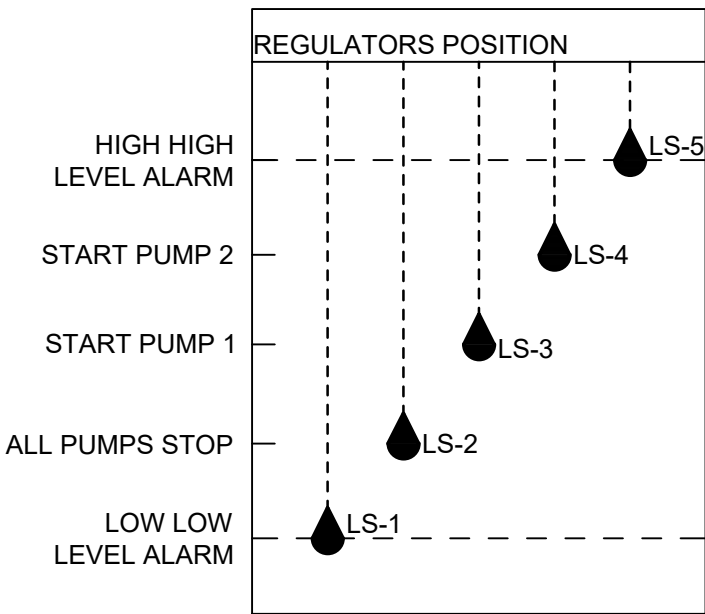 REGULATORS POSITION
HIGH HIGH
LEVEL ALARM
LS-5
START PUMP 2
LS-4
START PUMP 1
LS-3
ALL PUMPS STOP
LS-2
LOW LOW
LEVEL ALARM
LS-1